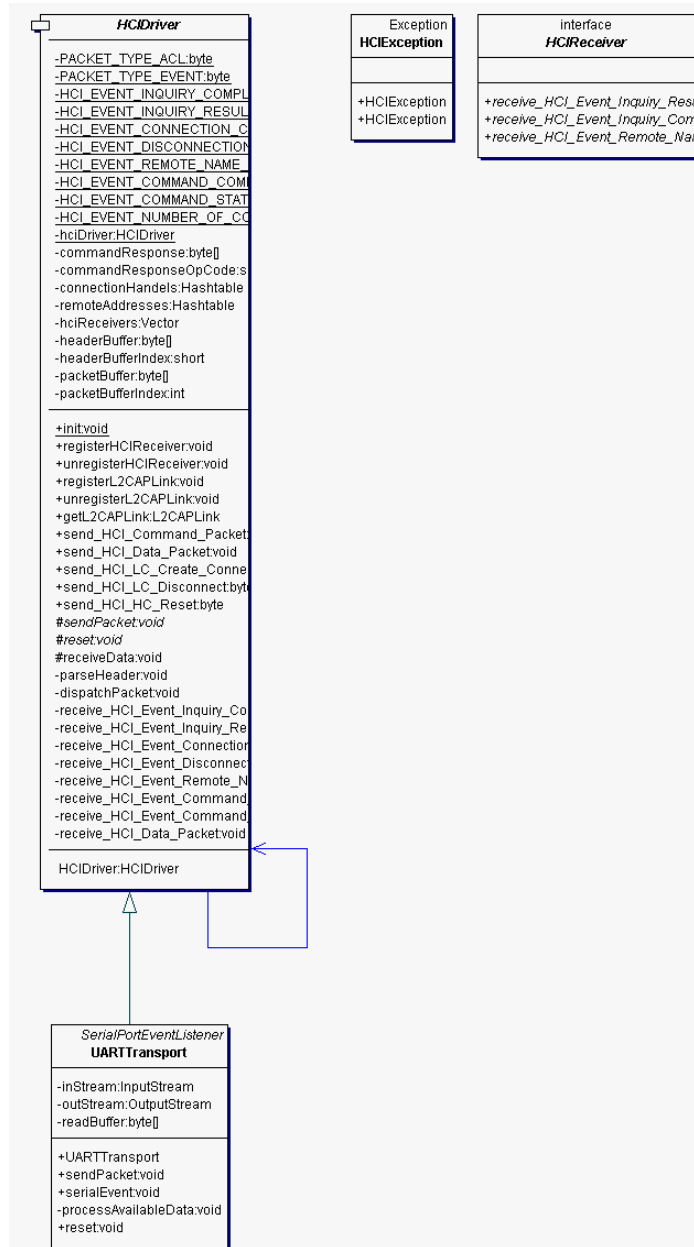 HCIDriver
-PACKET_TYPE_ACL:byte
-PACKET_TYPE_EVENT:byte
-HCI_EVENT_INQUIRY_COMPL
-HCI_EVENT_INQUIRY_RESUL
-HCI_EVENT_CONNECTION_C
-HCI_EVENT_DISCONNECTION
-HCI_EVENT_REMOTE_NAME_
-HCI_EVENT_COMMAND_COMI
-HCI_EVENT_COMMAND_STAT
-HCI_EVENT_NUMBER_OF_CO
-hciDriver:HCIDriver
-commandResponse:byte[]
-commandResponseOpCode:s
-connectionHandels:Hashtable
-remoteAddresses:Hashtable
-hciReceivers:Vector
-headerBuffer:byte[]
-headerBufferIndex:short
-packetBuffer:byte[]
-packetBufferIndex:int
+init:void
+registerHCIReceiver:void
+unregisterHCIReceiver:void
+registerL2CAPLink:void
+unregisterL2CAPLink:void
+getL2CAPLink:L2CAPLink
+send_HCI_Command_Packet:
+send_HCI_Data_Packet:void
+send_HCI_LC_Create_Conne
+send_HCI_LC_Disconnect:byte
+send_HCI_HC_Reset:byte
#sendPacket:void
#reset:void
#receiveData:void
-parseHeader:void
-dispatchPacket:void
-receive_HCI_Event_Inquiry_Co
-receive_HCI_Event_Inquiry_Re
-receive_HCI_Event_Connection
-receive_HCI_Event_Disconnect
-receive_HCI_Event_Remote_N
-receive_HCI_Event_Command_
-receive_HCI_Event_Command_
-receive_HCI_Data_Packet:void
HCIDriver:HCIDriver
Exception
HCIException
+HCIException
+HCIException
interface
HCIReceiver
+receive_HCI_Event_Inquiry_Resu
+receive_HCI_Event_Inquiry_Com
+receive_HCI_Event_Remote_Nar
SerialPortEventListener
UARTTransport
-inStream:InputStream
-outStream:OutputStream
-readBuffer:byte[]
+UARTTransport
+sendPacket:void
+serialEvent:void
-processAvailableData:void
+reset:void